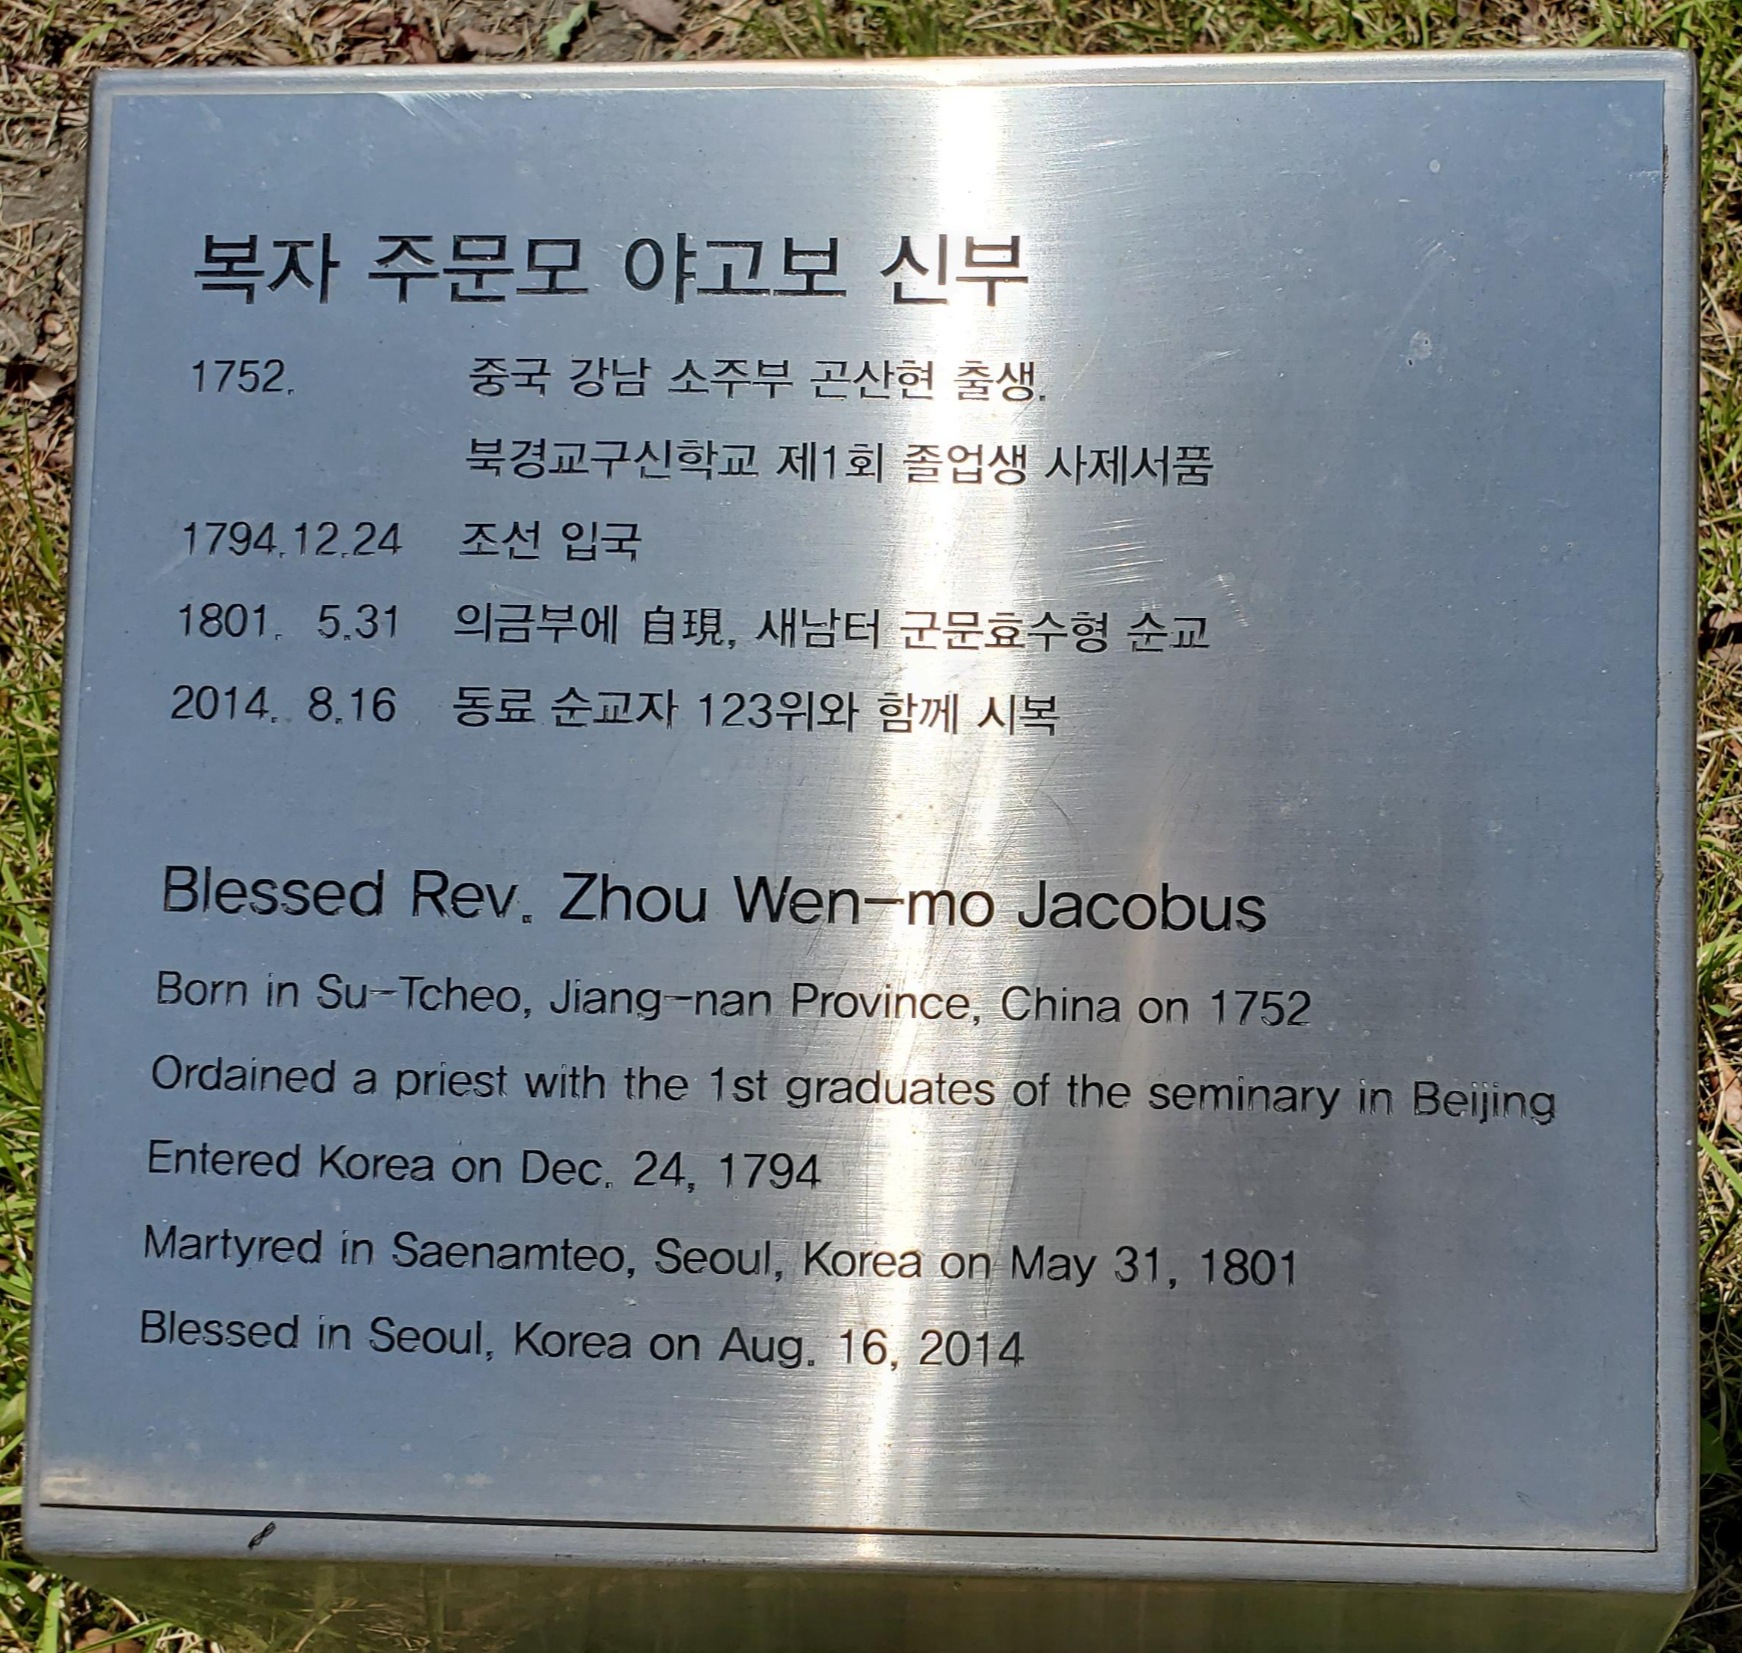 복자 주문모 야고보 신부
1752. 중국 강남 소주부 곤산현 출생.
북경교구신학교 제1회 졸업생 사제서품
1794.12.24 조선 입국
1801. 5.31 의금부에 自現, 새남터 군문효수형 순교
2014. 8.16 동료 순교자 123위와 함께 시복
Blessed Rev. Zhou Wen-mo Jacobus
Born in Su-Tcheo, Jiang-nan Province, China on 1752
Ordained a priest with the 1st graduates of the seminary in Beijing
Entered Korea on Dec. 24, 1794
Martyred in Saenamteo, Seoul, Korea on May 31, 1801
Blessed in Seoul, Korea on Aug. 16, 2014